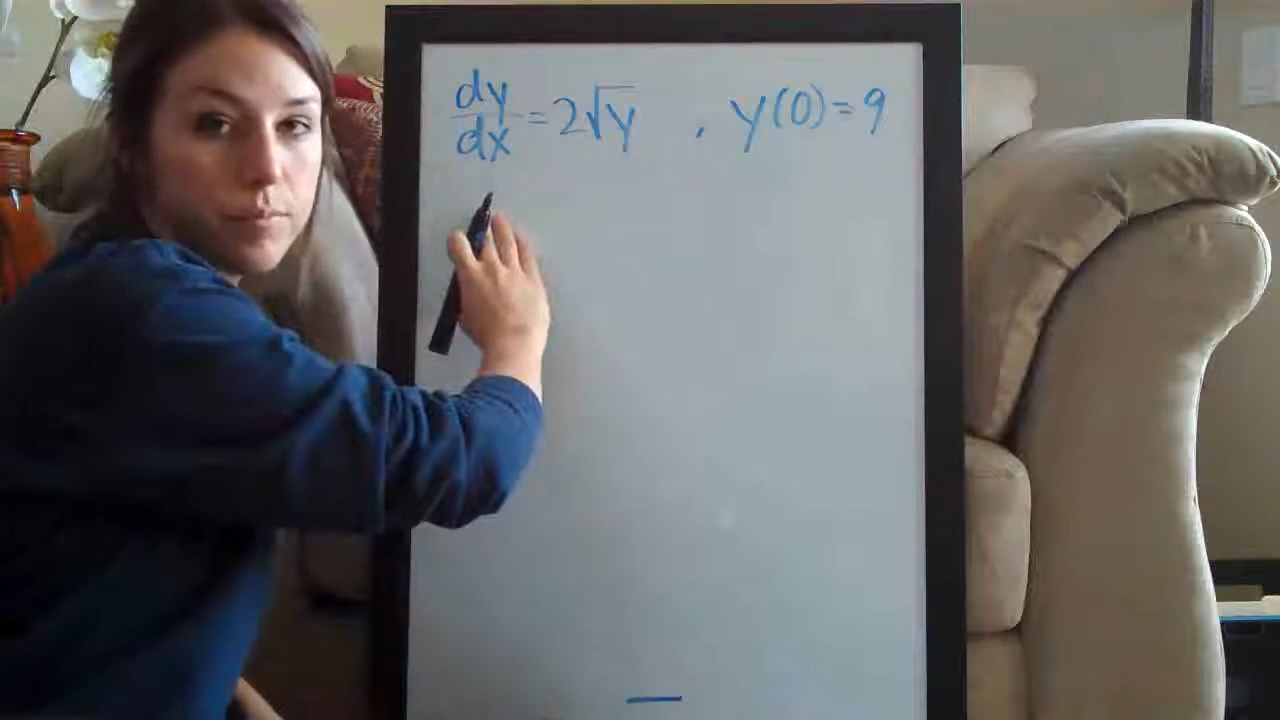 dy/dx = 2√y , y(0) = 9